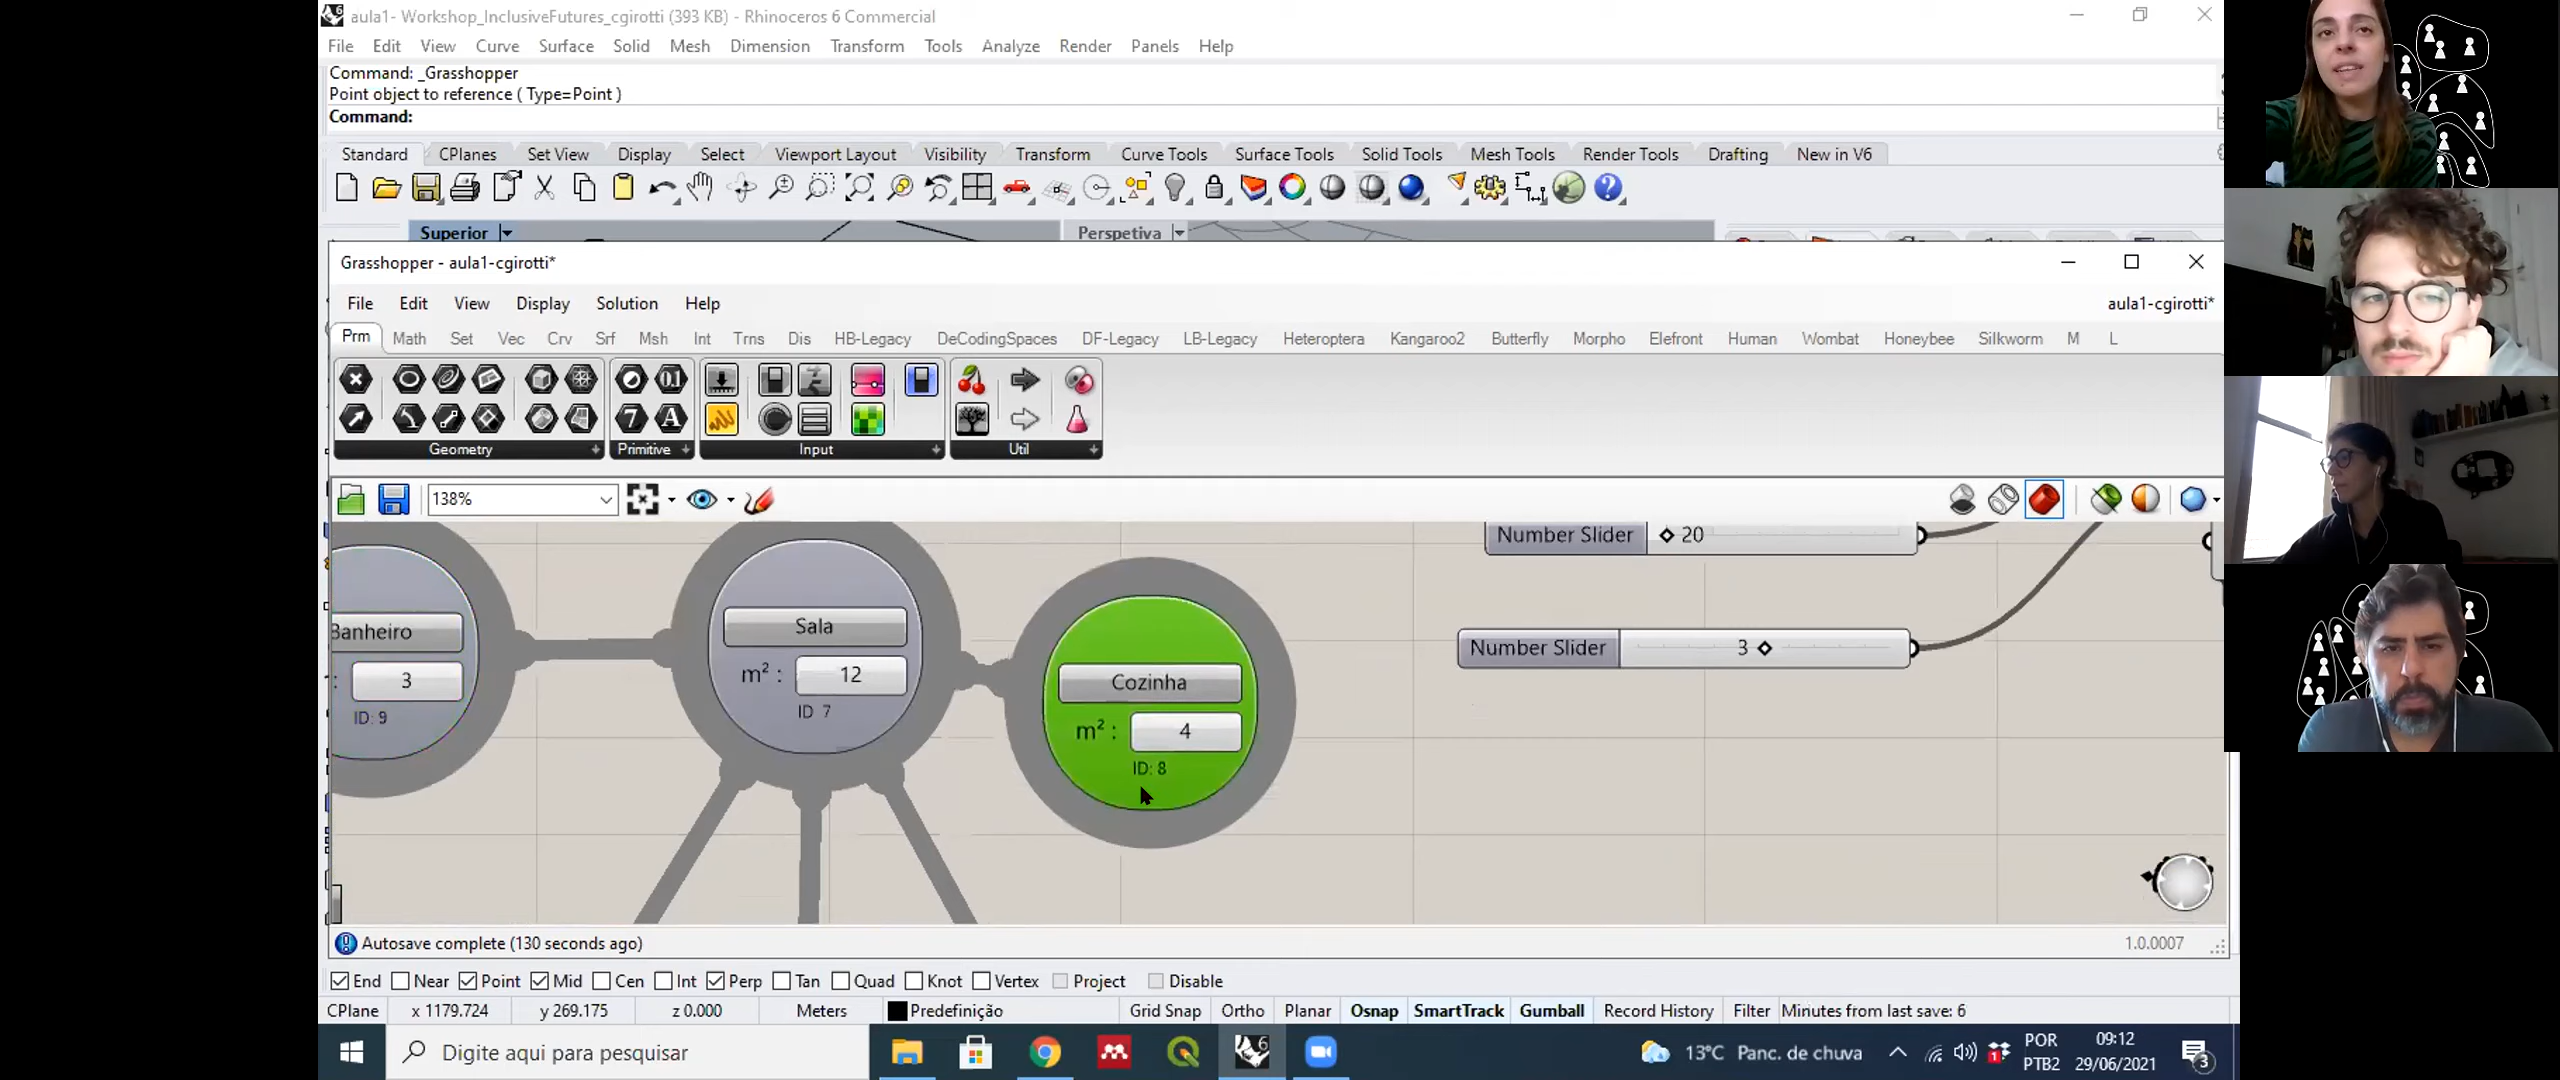 aula1- Workshop_InclusiveFutures_cgirotti (393 KB) - Rhinoceros 6 Commercial
File Edit View Curve Surface Solid Mesh Dimension Transform Tools Analyze Render Panels Help
Command: _Grasshopper
Point object to reference ( Type=Point )
Command:
Standard CPlanes Set View Display Select Viewport Layout Visibility Transform Curve Tools Surface Tools Solid Tools Mesh Tools Render Tools Drafting New in V6
Superior Perspetiva
Grasshopper - aula1-cgirotti*
File Edit View Display Solution Help aula1-cgirotti*
Prm Math Set Vec Crv Srf Msh Int Trns Dis HB-Legacy DeCodingSpaces DF-Legacy LB-Legacy Heteroptera Kangaroo2 Butterfly Morpho Elefront Human Wombat Honeybee Silkworm M L
Geometry Primitive Input Util
138%
Number Slider 20
Banheiro Sala Number Slider 3
3 m² : 12 Cozinha
ID: 9 ID 7 m² : 4
ID: 8
Autosave complete (130 seconds ago) 1.0.0007
End Near Point Mid Cen Int Perp Tan Quad Knot Vertex Project Disable
CPlane x 1179.724 y 269.175 z 0.000 Meters Predefinição Grid Snap Ortho Planar Osnap SmartTrack Gumball Record History Filter Minutes from last save: 6
Digite aqui para pesquisar 13°C Panc. de chuva POR 09:12
PTB2 29/06/2021 3